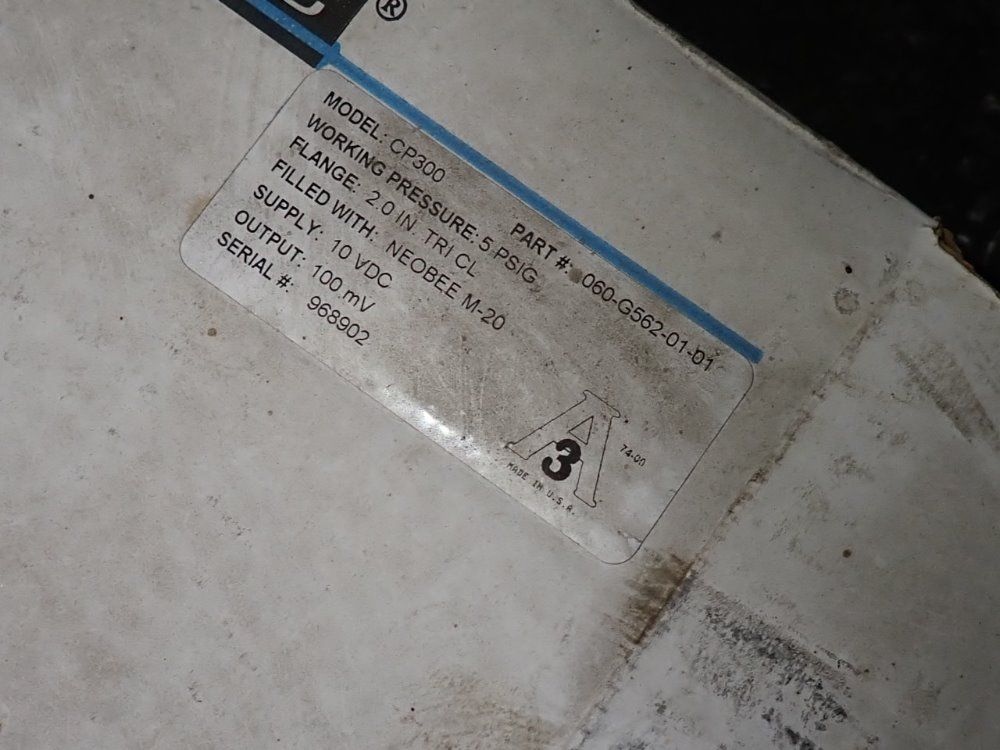 ®
MODEL: CP300 PART #: 060-G562-01-01
WORKING PRESSURE: 5 PSIG
FLANGE: 2.0 IN TRI CL
FILLED WITH: NEOBEE M-20
SUPPLY: 10 VDC
OUTPUT: 100 mV
SERIAL #: 968902
A
3
74-00
MADE IN U.S.A.